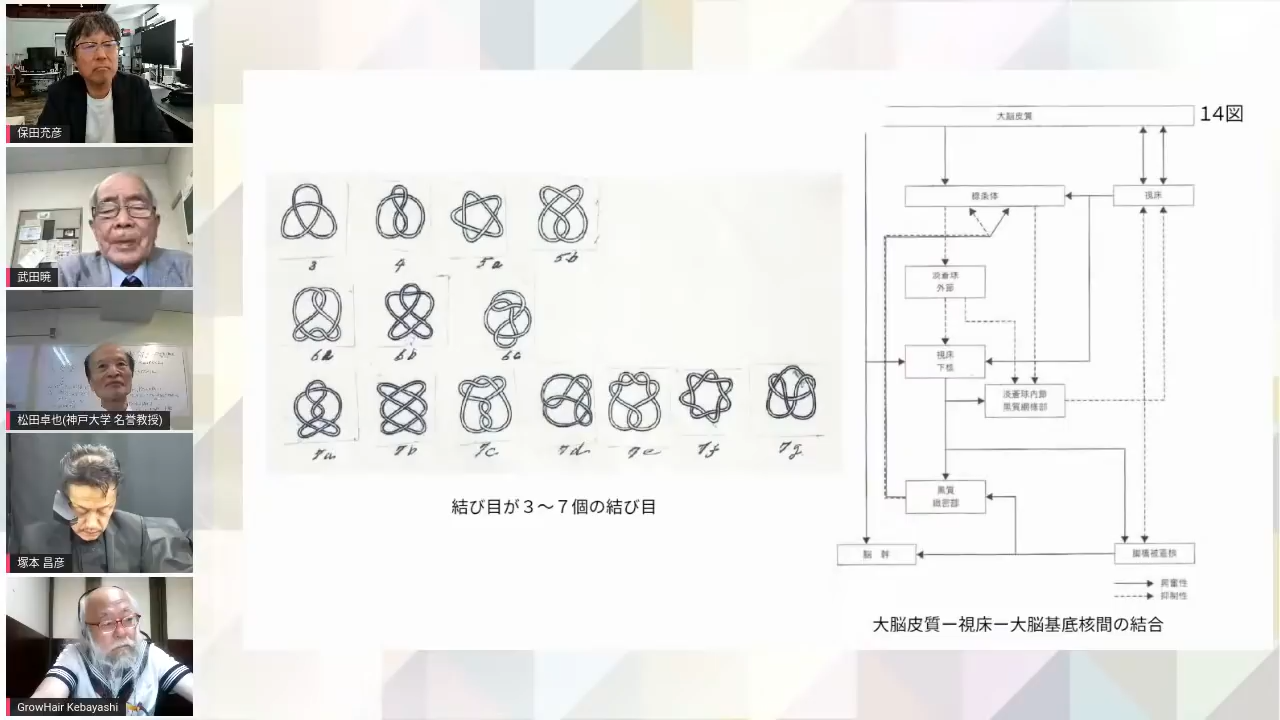 保田充彦
武田暁
松田卓也(神戸大学 名誉教授)
塚本 昌彦
GrowHair Kebayashi
3
4
5a
5b
6a
6b
6c
7a
7b
7c
7d
7e
7f
7g
結び目が３～７個の結び目
14図
大脳皮質
線条体
視床
淡蒼球
外節
視床
下核
淡蒼球内節
黒質網様部
黒質
緻密部
脳 幹
脚橋被蓋核
興奮性
抑制性
大脳皮質ー視床ー大脳基底核間の結合